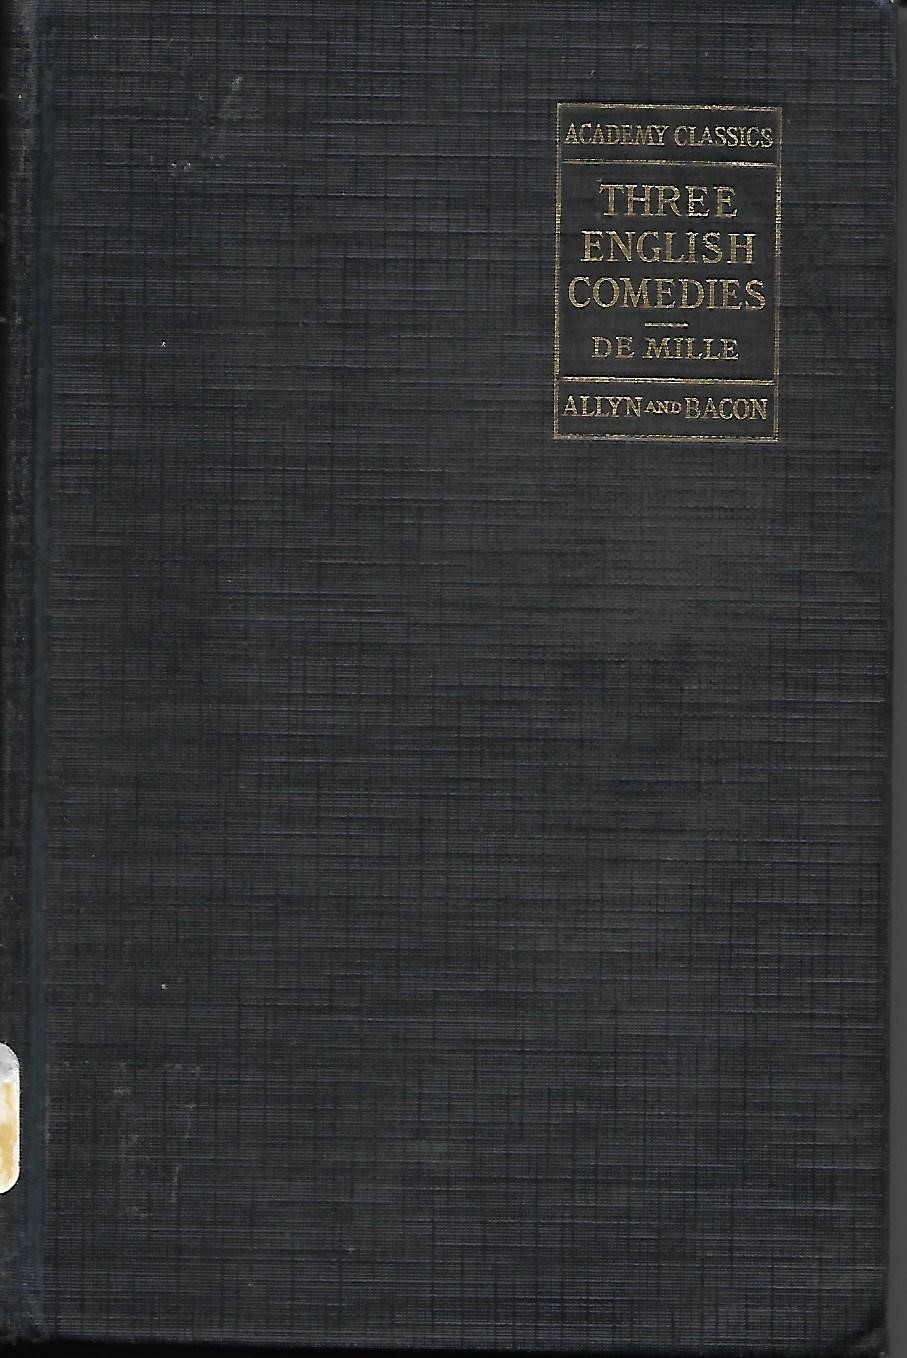 ACADEMY CLASSICS
THREE
ENGLISH
COMEDIES
DE MILLE
ALLYN AND BACON